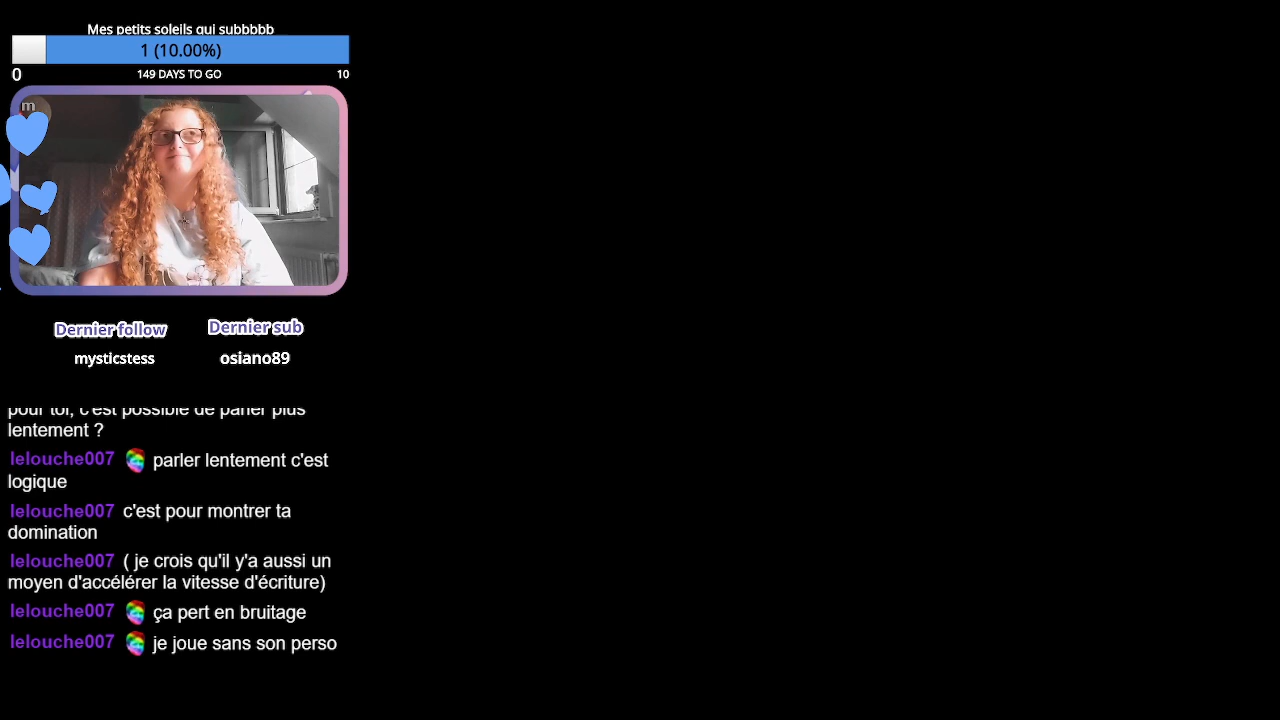 Mes petits soleils qui subbbbb
1 (10.00%)
0
149 DAYS TO GO
10
m
Dernier follow
Dernier sub
mysticstess
osiano89
pour toi, c'est possible de parler plus
lentement ?
lelouche007 parler lentement c'est
logique
lelouche007 c'est pour montrer ta
domination
lelouche007 ( je crois qu'il y'a aussi un
moyen d'accélérer la vitesse d'écriture)
lelouche007 ça pert en bruitage
lelouche007 je joue sans son perso